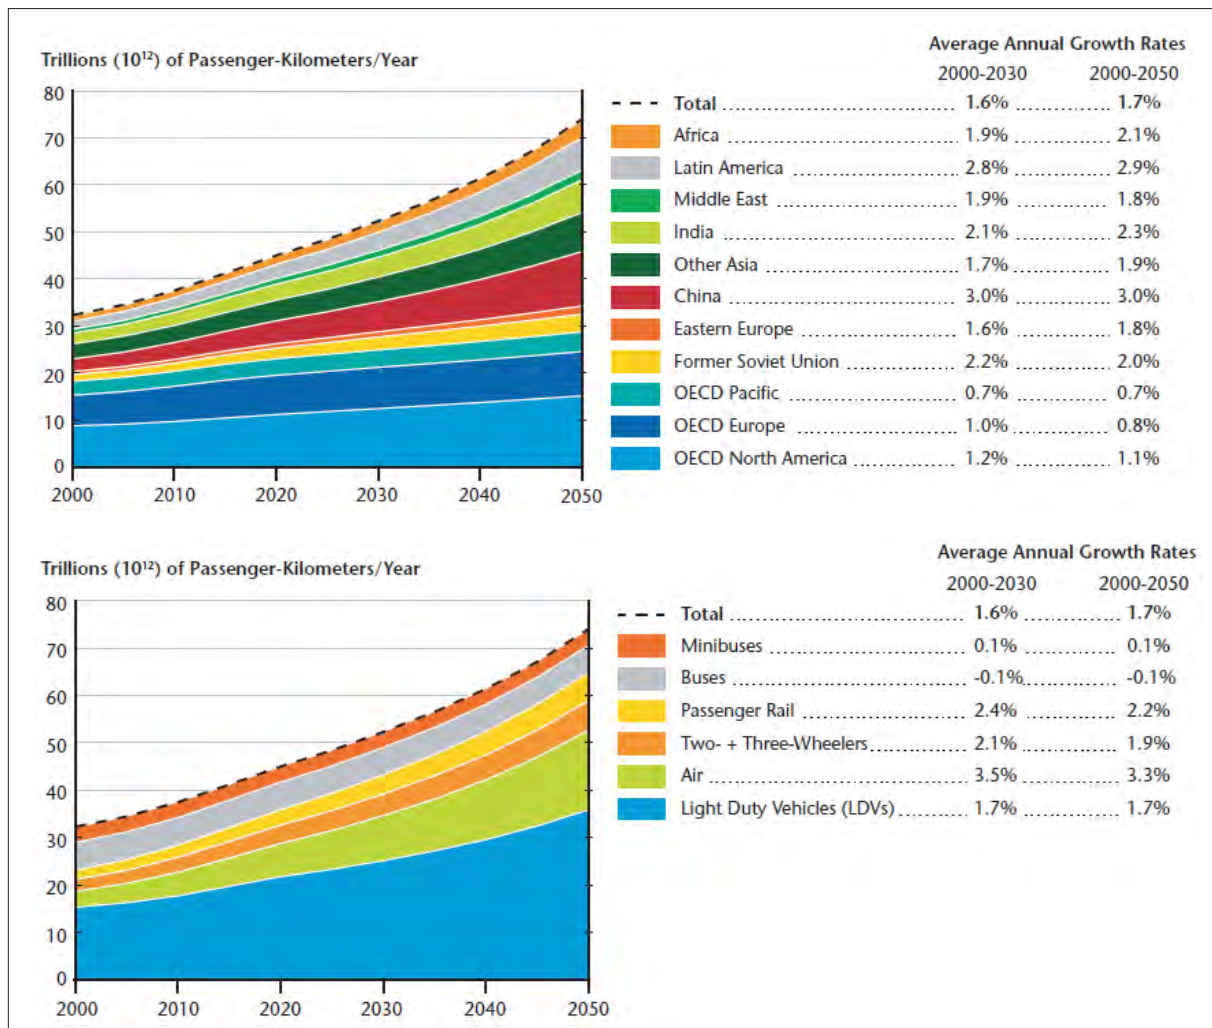 Trillions (10¹²) of Passenger-Kilometers/Year
80
70
60
50
40
30
20
10
0
2000 2010 2020 2030 2040 2050
Average Annual Growth Rates
2000-2030 2000-2050
Total 1.6% 1.7%
Africa 1.9% 2.1%
Latin America 2.8% 2.9%
Middle East 1.9% 1.8%
India 2.1% 2.3%
Other Asia 1.7% 1.9%
China 3.0% 3.0%
Eastern Europe 1.6% 1.8%
Former Soviet Union 2.2% 2.0%
OECD Pacific 0.7% 0.7%
OECD Europe 1.0% 0.8%
OECD North America 1.2% 1.1%
Trillions (10¹²) of Passenger-Kilometers/Year
80
70
60
50
40
30
20
10
0
2000 2010 2020 2030 2040 2050
Average Annual Growth Rates
2000-2030 2000-2050
Total 1.6% 1.7%
Minibuses 0.1% 0.1%
Buses -0.1% -0.1%
Passenger Rail 2.4% 2.2%
Two- + Three-Wheelers 2.1% 1.9%
Air 3.5% 3.3%
Light Duty Vehicles (LDVs) 1.7% 1.7%